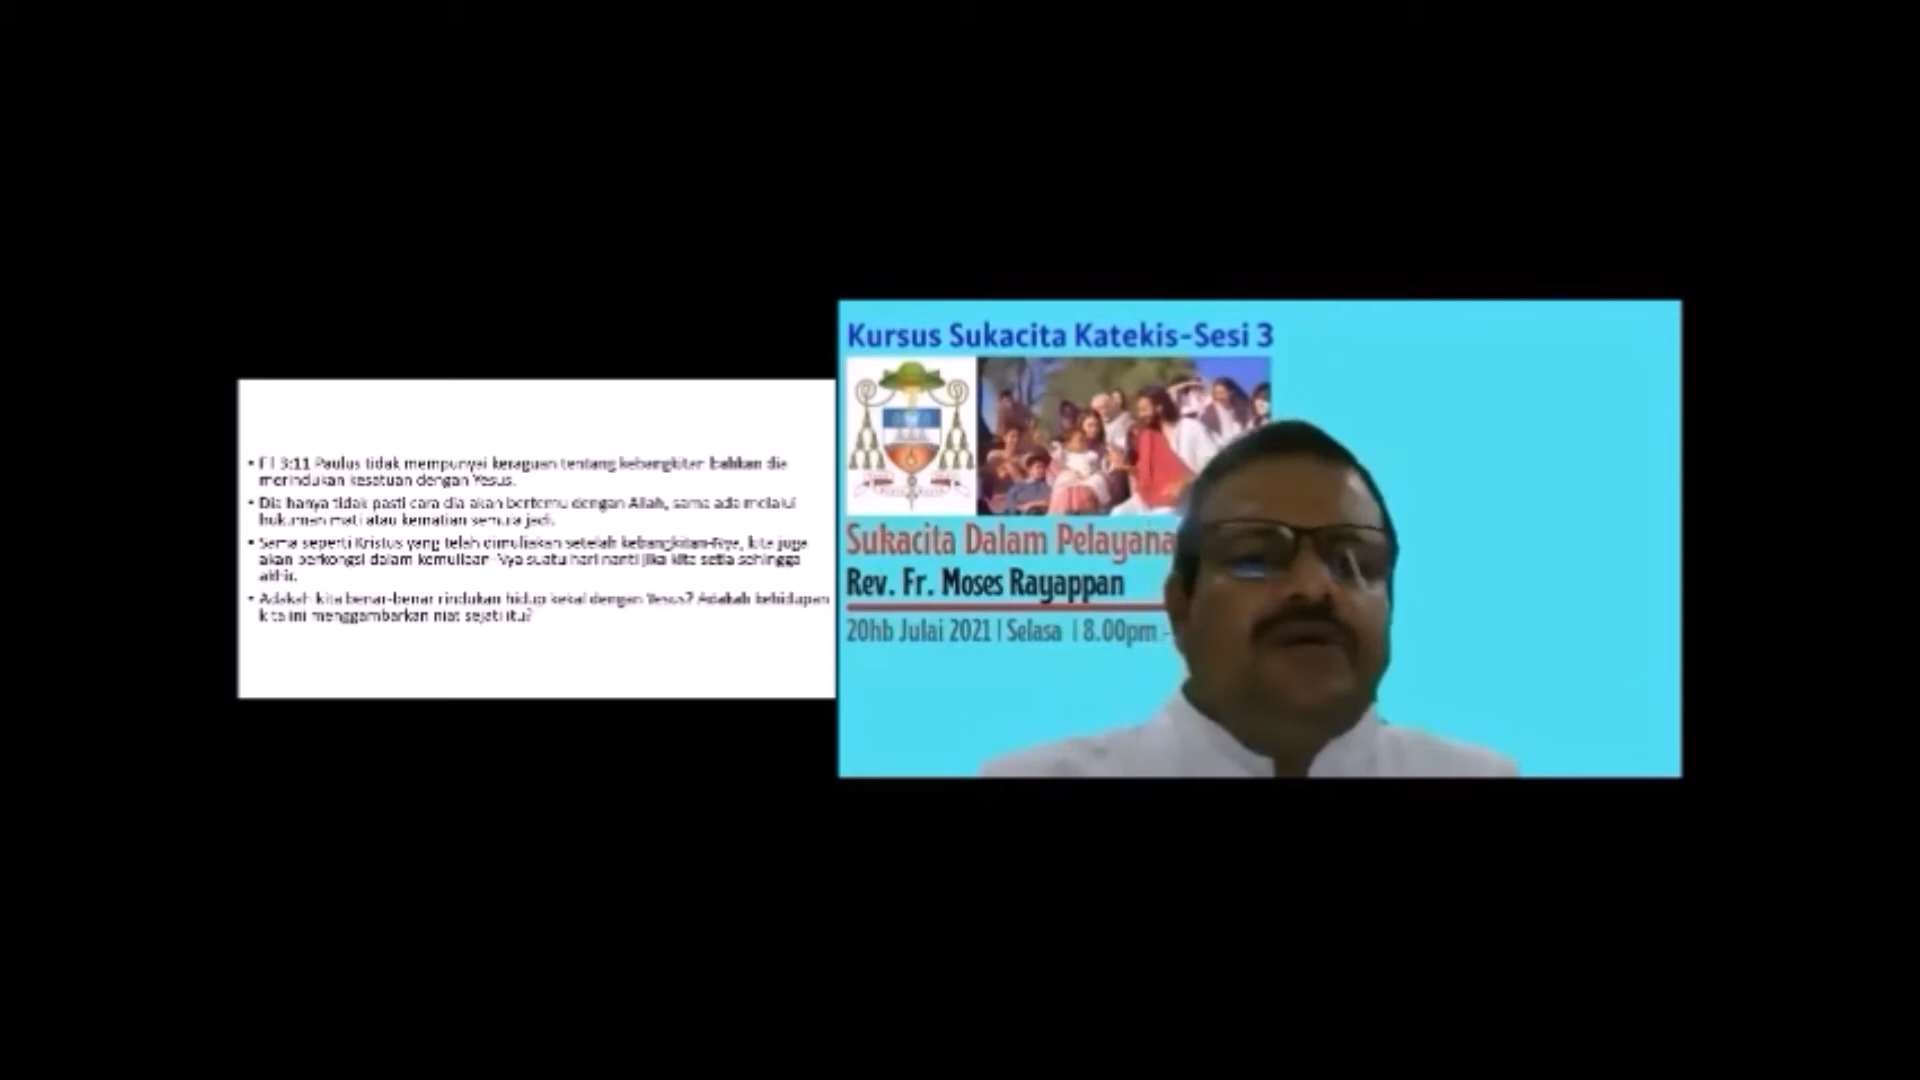 • Fil 3:11 Paulus tidak mempunyai keraguan tentang kebangkitan bahkan dia
merindukan kesatuan dengan Yesus.
• Dia hanya tidak pasti cara dia akan bertemu dengan Allah, sama ada melalui
hukuman mati atau kematian semula jadi.
• Sama seperti Kristus yang telah dimuliakan setelah kebangkitan-Nya, kita juga
akan berkongsi dalam kemuliaan-Nya suatu hari nanti jika kita setia sehingga
akhir.
• Adakah kita benar-benar rindukan hidup kekal dengan Yesus? Adakah kehidupan
kita ini menggambarkan niat sejati itu?
Kursus Sukacita Katekis-Sesi 3
Sukacita Dalam
Rev. Fr. Moses Rayappan
20hb Julai 2021 | Selasa | 8.00pm -